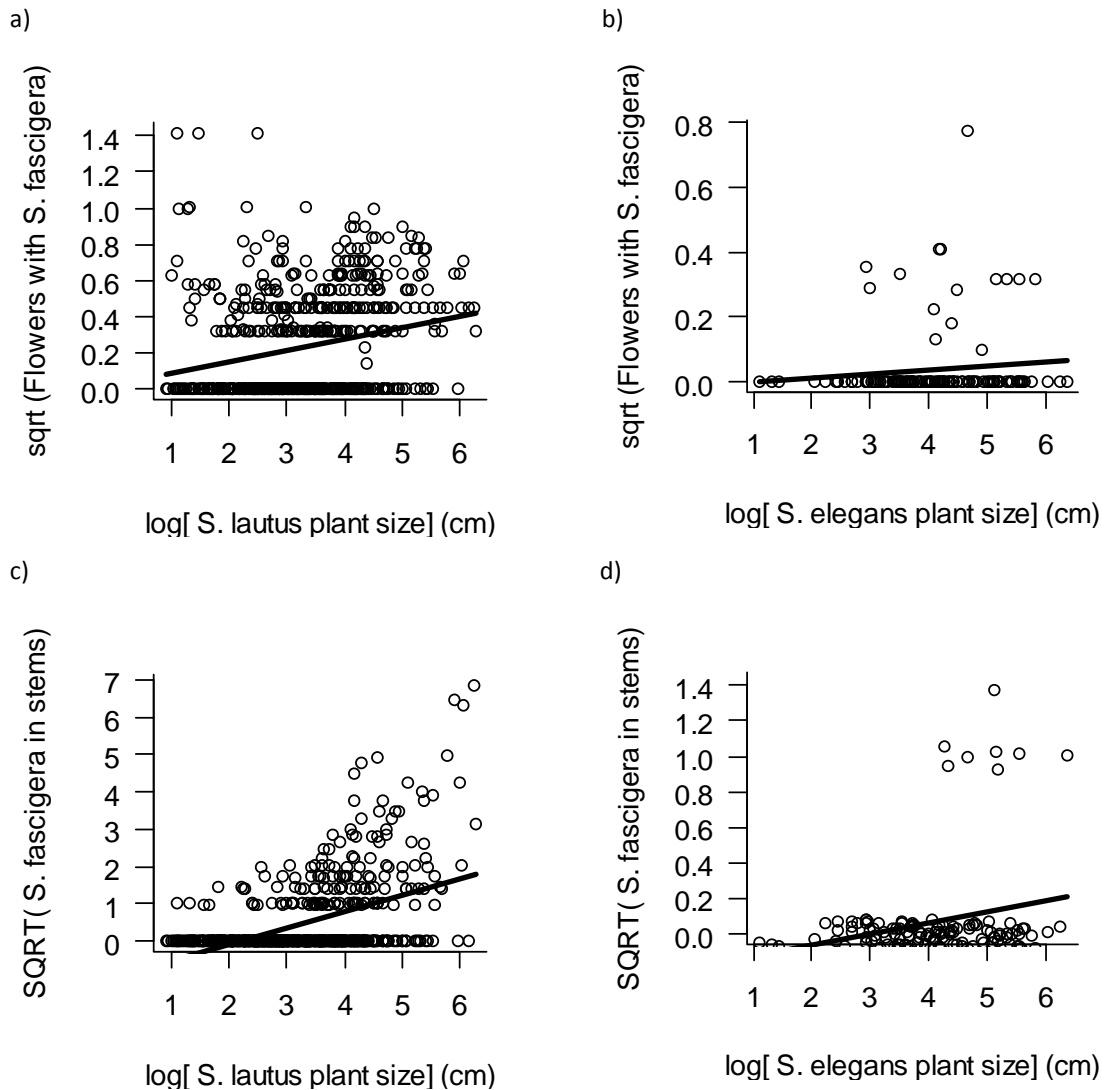 a)
sqrt (Flowers with S. fascigera)
1.4
1.2
1.0
0.8
0.6
0.4
0.2
0.0
1 2 3 4 5 6
log[ S. lautus plant size] (cm)
b)
sqrt (Flowers with S. fascigera)
0.8
0.6
0.4
0.2
0.0
1 2 3 4 5 6
log[ S. elegans plant size] (cm)
c)
SQRT( S. fascigera in stems)
7
6
5
4
3
2
1
0
1 2 3 4 5 6
log[ S. lautus plant size] (cm)
d)
SQRT( S. fascigera in stems)
1.4
1.2
1.0
0.8
0.6
0.4
0.2
0.0
1 2 3 4 5 6
log[ S. elegans plant size] (cm)